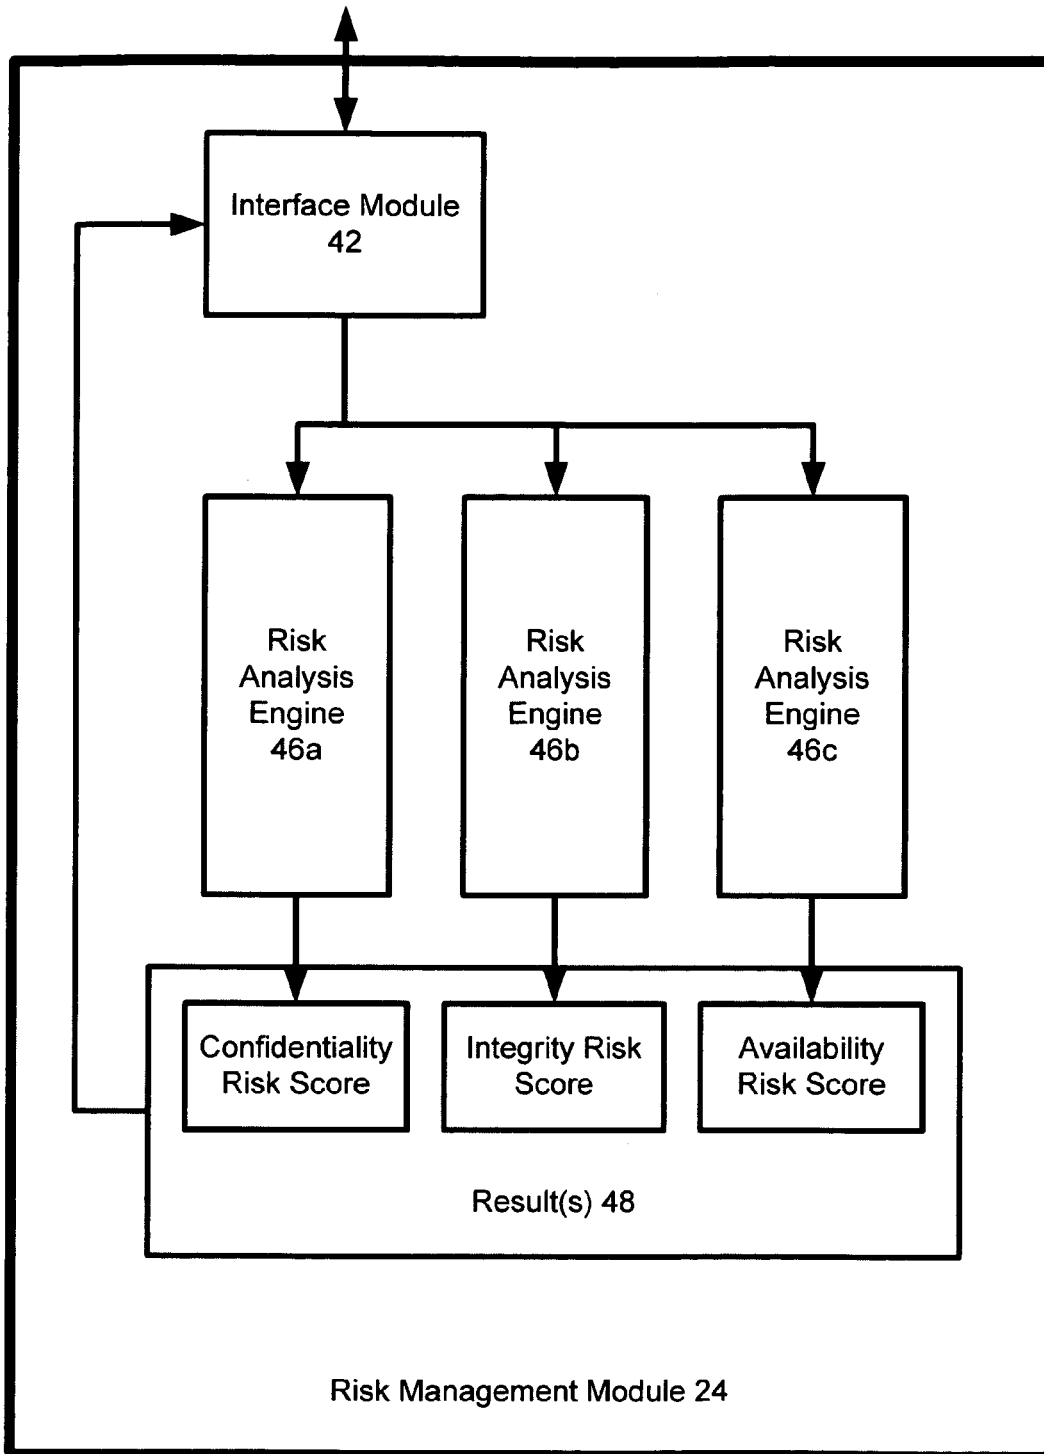 Interface Module
42
Risk
Analysis
Engine
46a
Risk
Analysis
Engine
46b
Risk
Analysis
Engine
46c
Confidentiality
Risk Score
Integrity Risk
Score
Availability
Risk Score
Result(s) 48
Risk Management Module 24